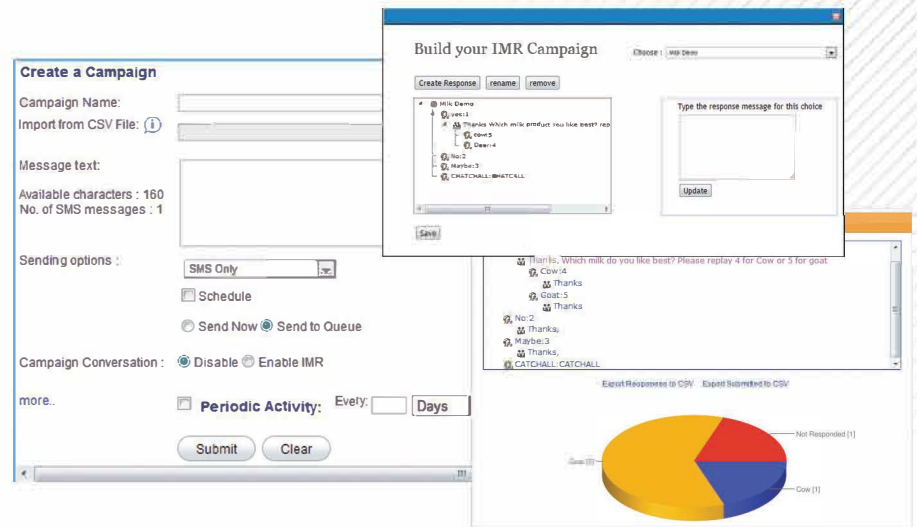 Create a Campaign
Campaign Name:
Import from CSV File: i
Message text:
Available characters : 160
No. of SMS messages : 1
Sending options :
SMS Only
Schedule
Send Now Send to Queue
Campaign Conversation : Disable Enable IMR
more..
Periodic Activity: Every: Days
Submit Clear
Build your IMR Campaign
Choose : Milk Demo
Create Response rename remove
Milk Demo
yes:1
Thanks Which milk product you like best? rep
cow:5
Deer:4
No:2
Maybe:3
CHATCHALL:
Type the response message for this choice
Update
Save
Thanks, Which milk do you like best? Please replay 4 for Cow or 5 for goat
Cow:4
Thanks
Goat:5
Thanks
No:2
Thanks,
Maybe:3
Thanks,
CATCHALL:CATCHALL
Export Responses to CSV Export Submitted to CSV
Not Responded [1]
Cow [1]